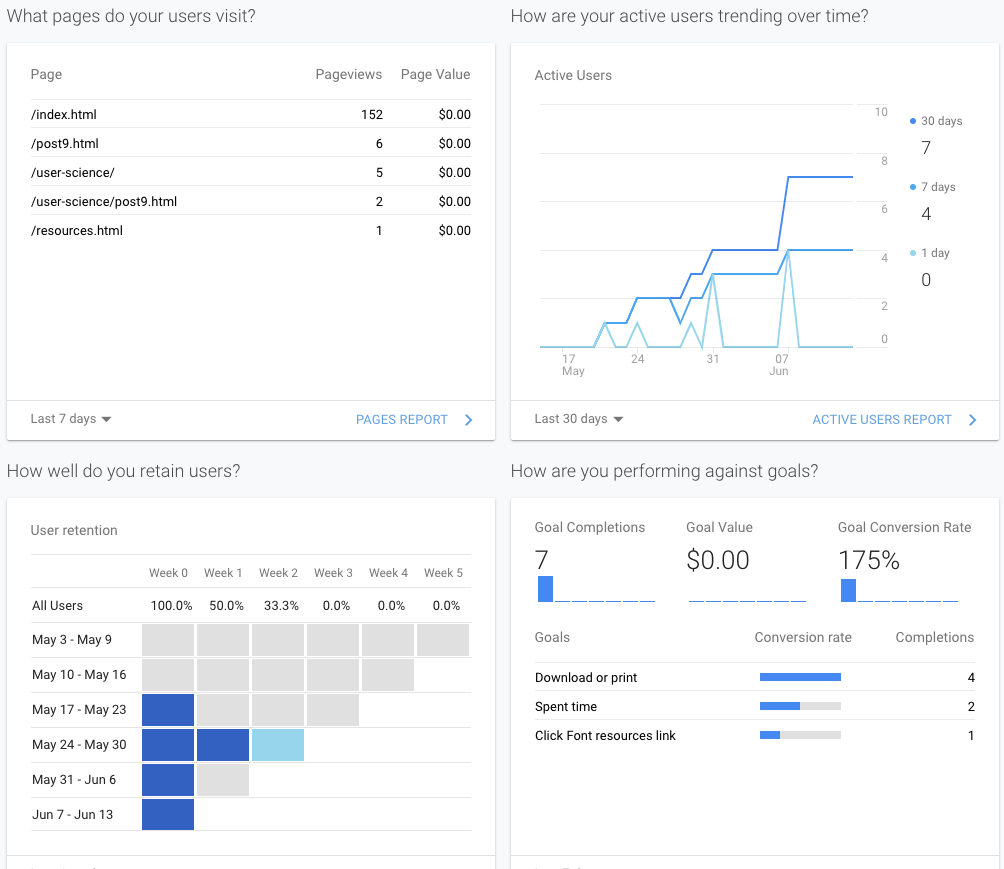 What pages do your users visit?
Page Pageviews Page Value
/index.html 152 $0.00
/post9.html 6 $0.00
/user-science/ 5 $0.00
/user-science/post9.html 2 $0.00
/resources.html 1 $0.00
Last 7 days PAGES REPORT
How are your active users trending over time?
Active Users
10
8
6
4
2
0
17 24 31 07
May Jun
30 days
7
7 days
4
1 day
0
Last 30 days ACTIVE USERS REPORT
How well do you retain users?
User retention
Week 0 Week 1 Week 2 Week 3 Week 4 Week 5
All Users 100.0% 50.0% 33.3% 0.0% 0.0% 0.0%
May 3 - May 9
May 10 - May 16
May 17 - May 23
May 24 - May 30
May 31 - Jun 6
Jun 7 - Jun 13
How are you performing against goals?
Goal Completions Goal Value Goal Conversion Rate
7 $0.00 175%
Goals Conversion rate Completions
Download or print 4
Spent time 2
Click Font resources link 1